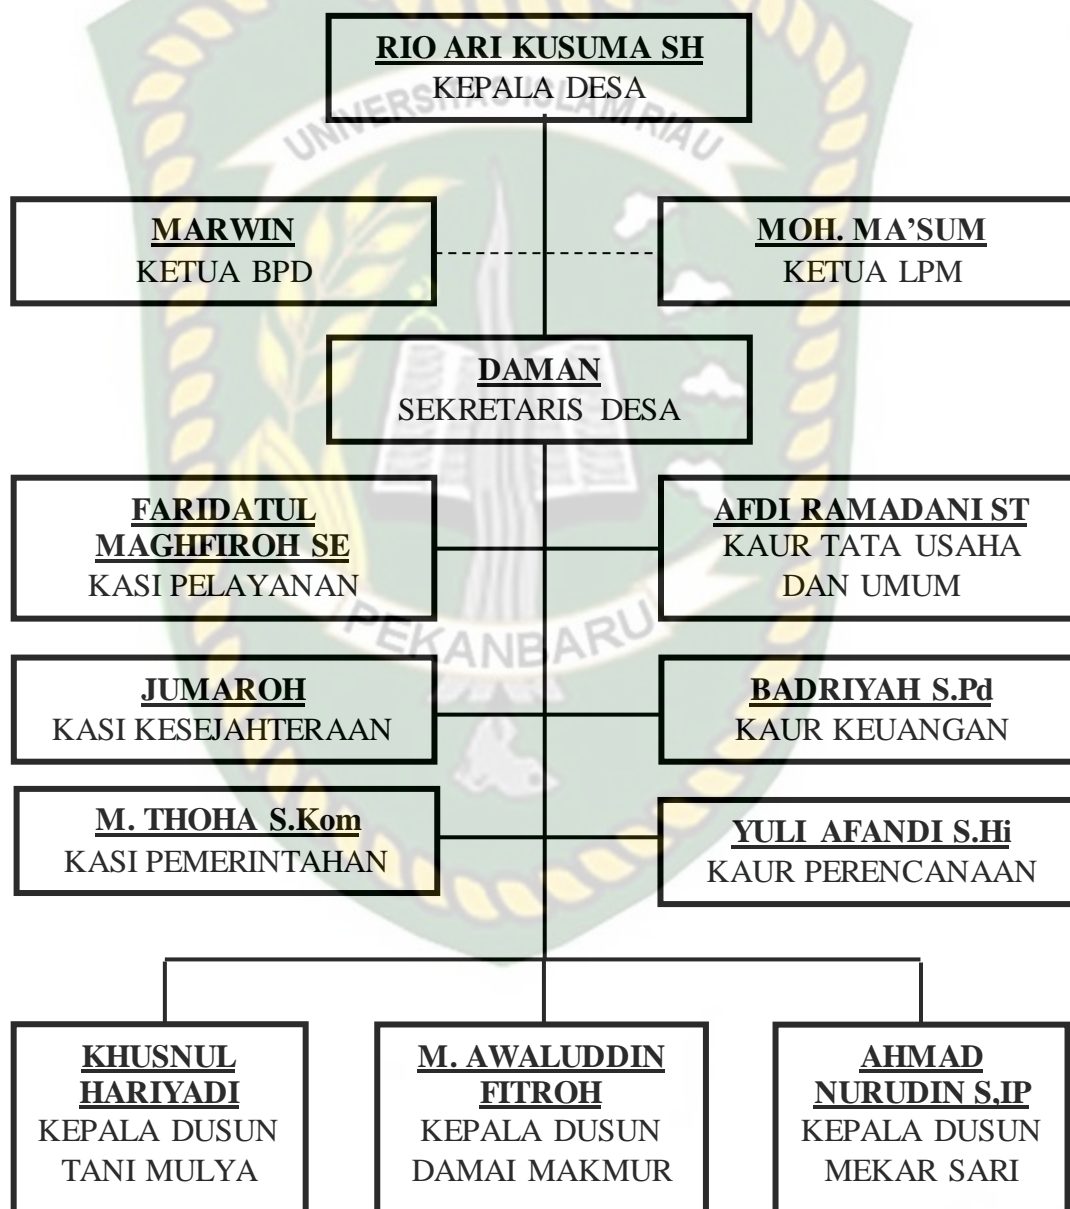 RIO ARI KUSUMA SH
KEPALA DESA
UNIVERSITAS ISLAM RIAU
MARWIN
KETUA BPD
MOH. MA’SUM
KETUA LPM
DAMAN
SEKRETARIS DESA
FARIDATUL
MAGHFIROH SE
KASI PELAYANAN
AFDI RAMADANI ST
KAUR TATA USAHA
DAN UMUM
PEKANBARU
JUMAROH
KASI KESEJAHTERAAN
BADRIYAH S.Pd
KAUR KEUANGAN
M. THOHA S.Kom
KASI PEMERINTAHAN
YULI AFANDI S.Hi
KAUR PERENCANAAN
KHUSNUL
HARIYADI
KEPALA DUSUN
TANI MULYA
M. AWALUDDIN
FITROH
KEPALA DUSUN
DAMAI MAKMUR
AHMAD
NURUDIN S,IP
KEPALA DUSUN
MEKAR SARI